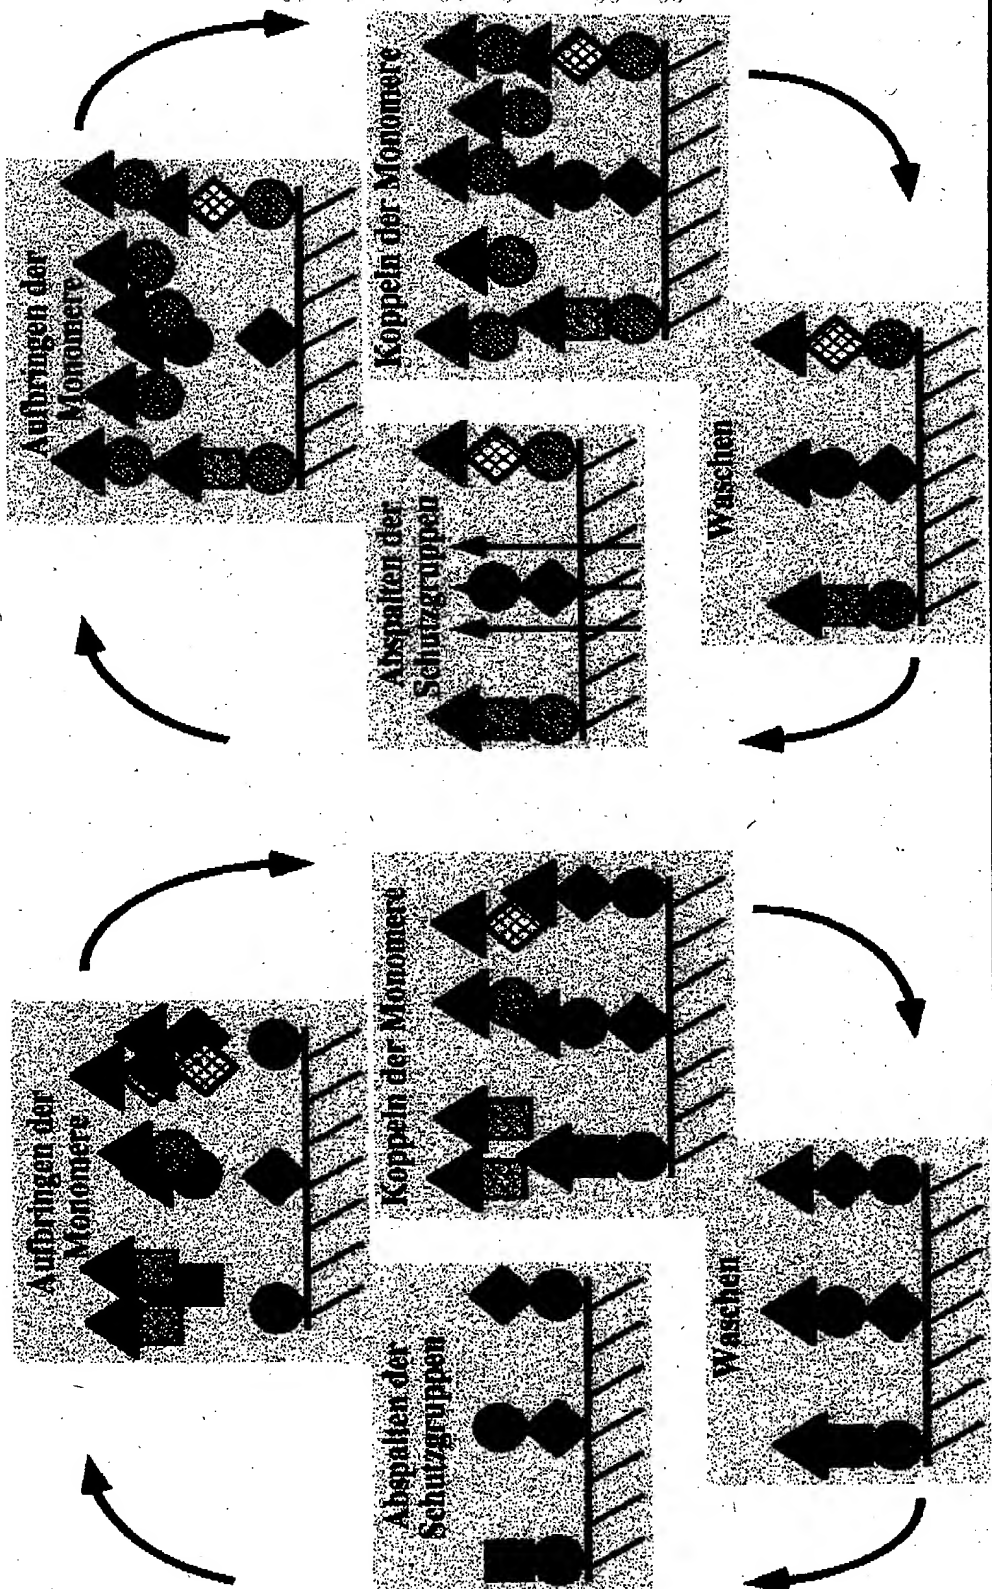 Aufbringen der
Monomere
Koppeln der Monomere
Waschen
Abspalten der
Schutzgruppen
Aufbringen der
Monomere
Koppeln der Monomere
Waschen
Abspalten der
Schutzgruppen